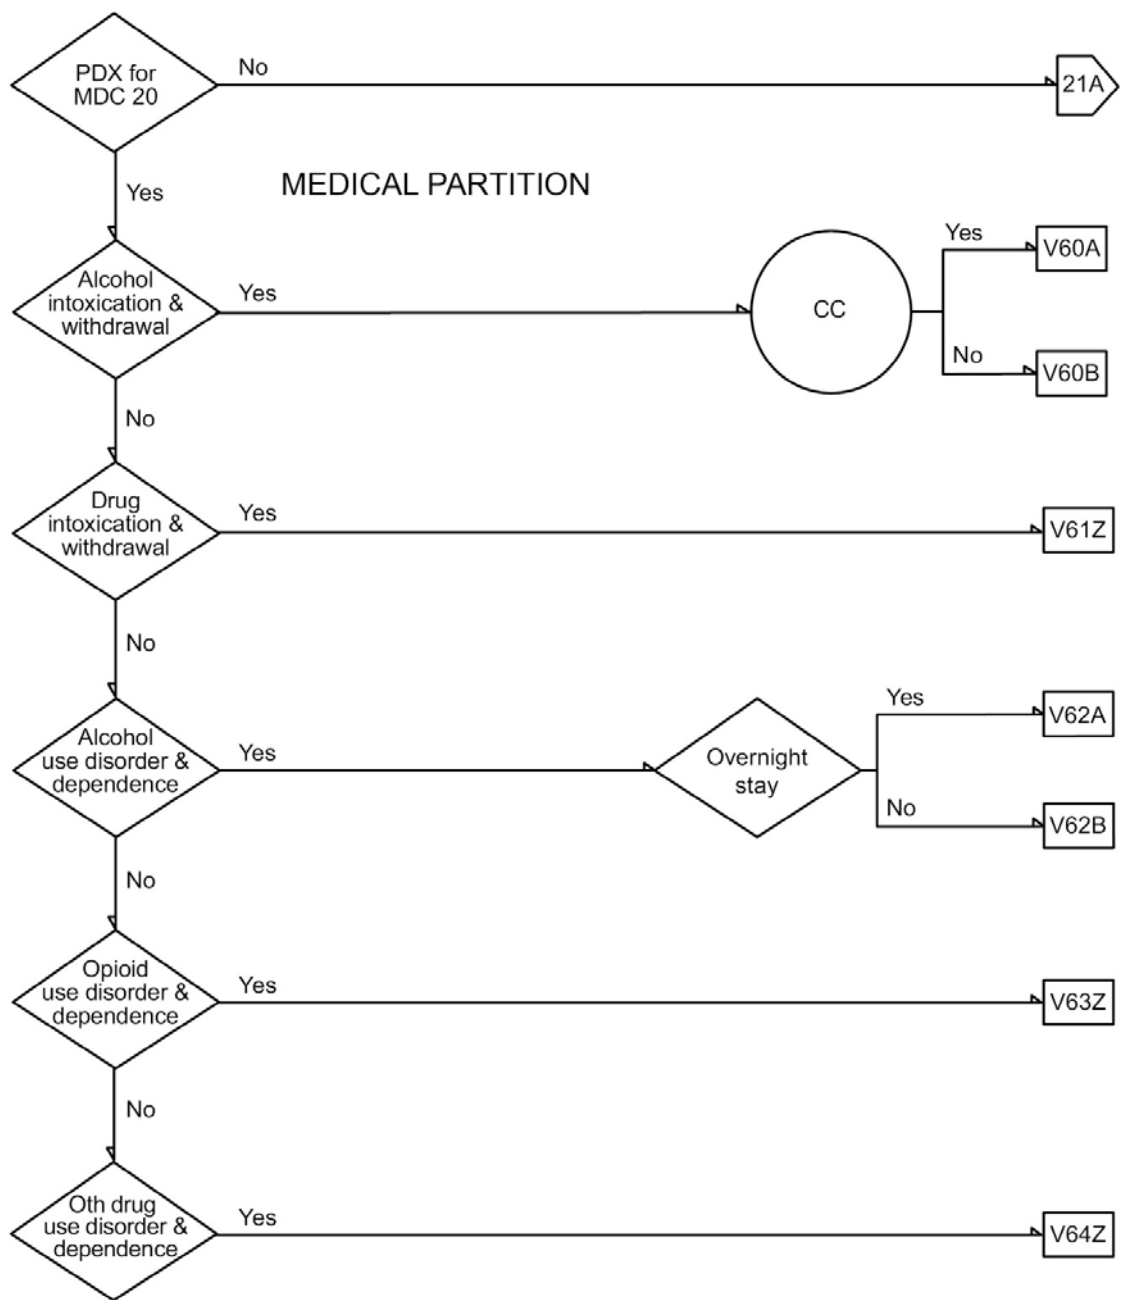 PDX for
MDC 20
No
21A
Yes
MEDICAL PARTITION
Alcohol
intoxication &
withdrawal
Yes
CC
Yes
V60A
No
V60B
No
Drug
intoxication &
withdrawal
Yes
V61Z
No
Alcohol
use disorder &
dependence
Yes
Overnight
stay
Yes
V62A
No
V62B
No
Opioid
use disorder &
dependence
Yes
V63Z
No
Oth drug
use disorder &
dependence
Yes
V64Z